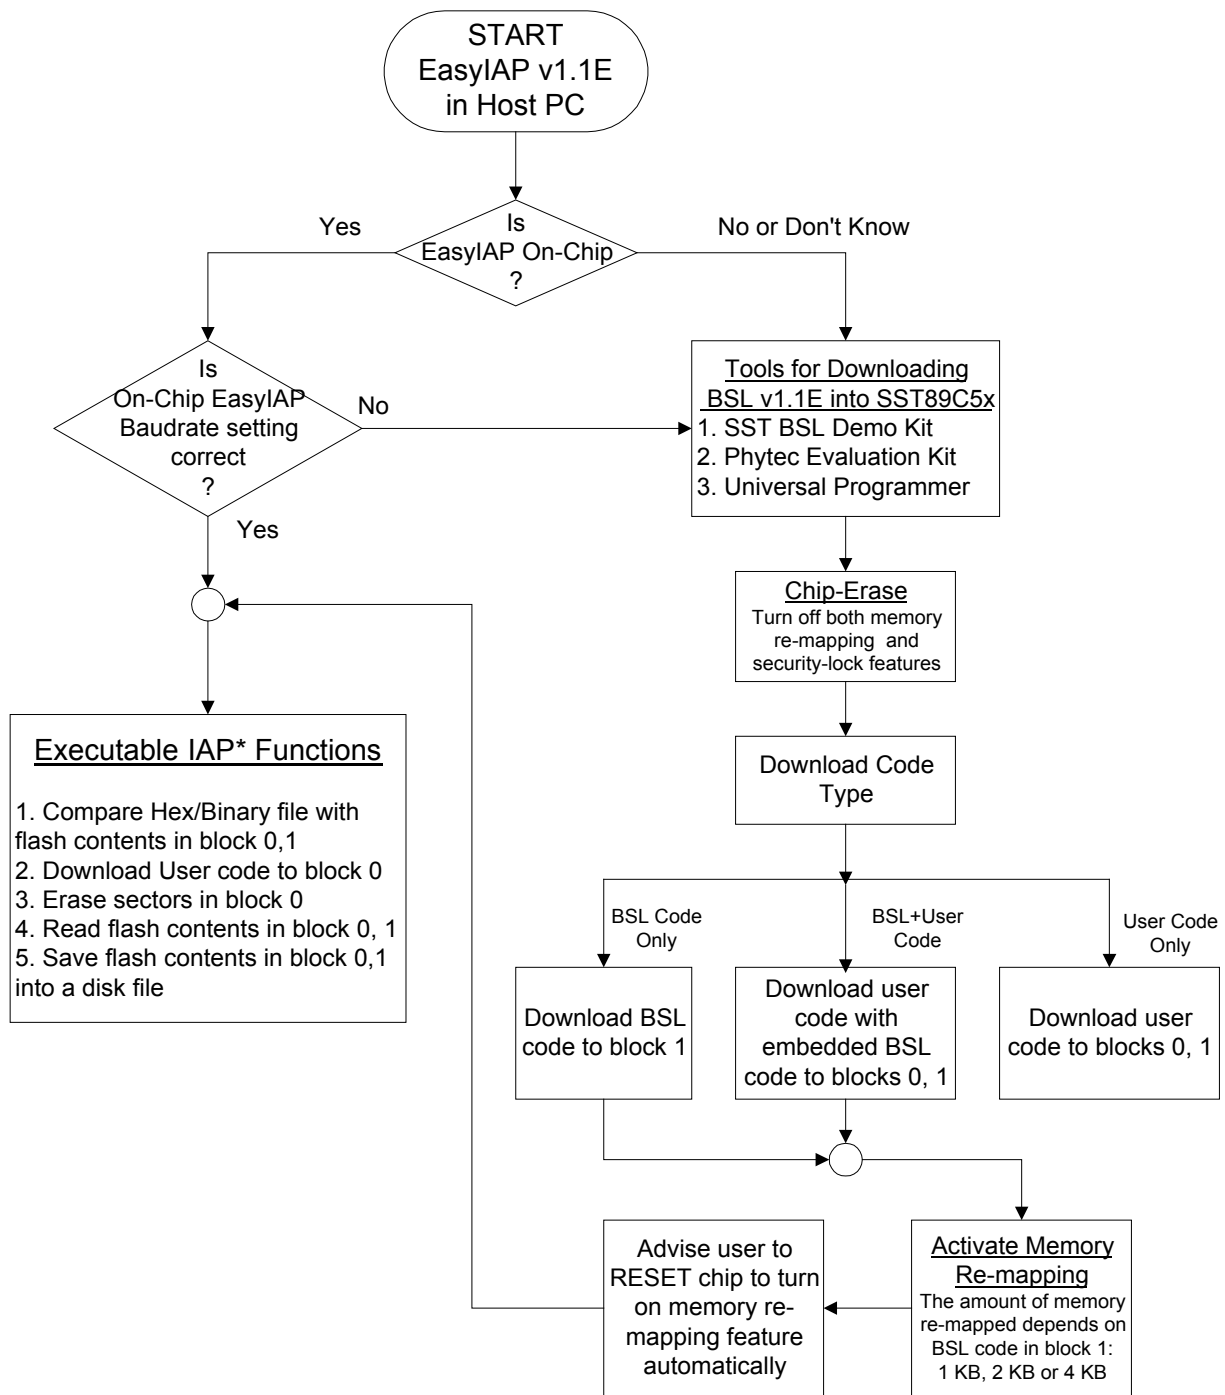 START
EasyIAP v1.1E
in Host PC
Yes
Is
EasyIAP On-Chip
?
No or Don't Know
Is
On-Chip EasyIAP
Baudrate setting
correct
?
No
Yes
Tools for Downloading
BSL v1.1E into SST89C5x
1. SST BSL Demo Kit
2. Phytec Evaluation Kit
3. Universal Programmer
Chip-Erase
Turn off both memory
re-mapping and
security-lock features
Download Code
Type
Executable IAP* Functions
1. Compare Hex/Binary file with
flash contents in block 0,1
2. Download User code to block 0
3. Erase sectors in block 0
4. Read flash contents in block 0, 1
5. Save flash contents in block 0,1
into a disk file
BSL Code
Only
BSL+User
Code
User Code
Only
Download BSL
code to block 1
Download user
code with
embedded BSL
code to blocks 0, 1
Download user
code to blocks 0, 1
Advise user to
RESET chip to turn
on memory re-
mapping feature
automatically
Activate Memory
Re-mapping
The amount of memory
re-mapped depends on
BSL code in block 1:
1 KB, 2 KB or 4 KB